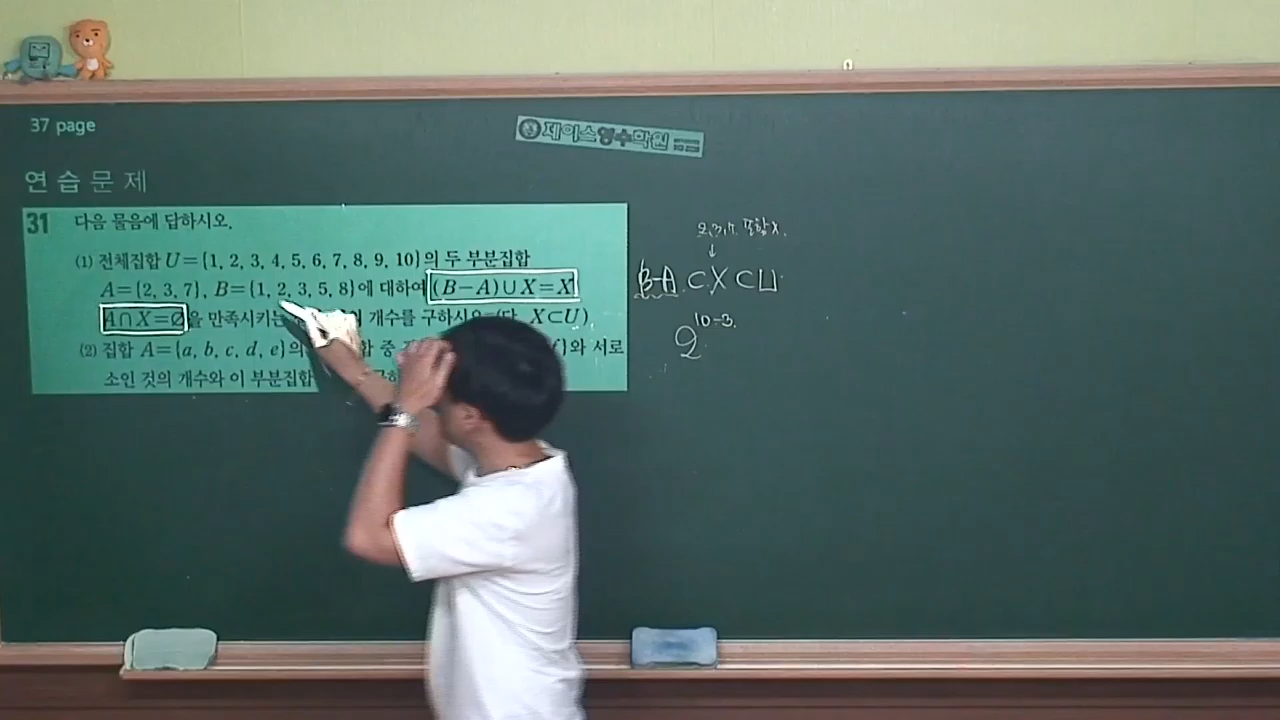 37 page
제이스영수학원
연 습 문 제
31 다음 물음에 답하시오.
(1) 전체집합 U={1, 2, 3, 4, 5, 6, 7, 8, 9, 10}의 두 부분집합
A={2, 3, 7}, B={1, 2, 3, 5, 8}에 대하여 (B−A)∪X=X
A∩X=∅을 만족시키는 개수를 구하시오. (단, X⊂U)
(2) 집합 A={a, b, c, d, e}의 합 중 f}와 서로
소인 것의 개수와 이 부분집합
2,3,7 포함 X.
↓
B-A ⊂ X ⊂ U
2^{10-3}